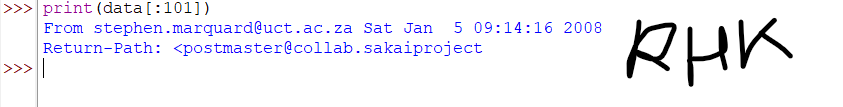 >>> print(data[:101])
From stephen.marquard@uct.ac.za Sat Jan  5 09:14:16 2008
Return-Path: <postmaster@collab.sakaiproject
>>>
RHK